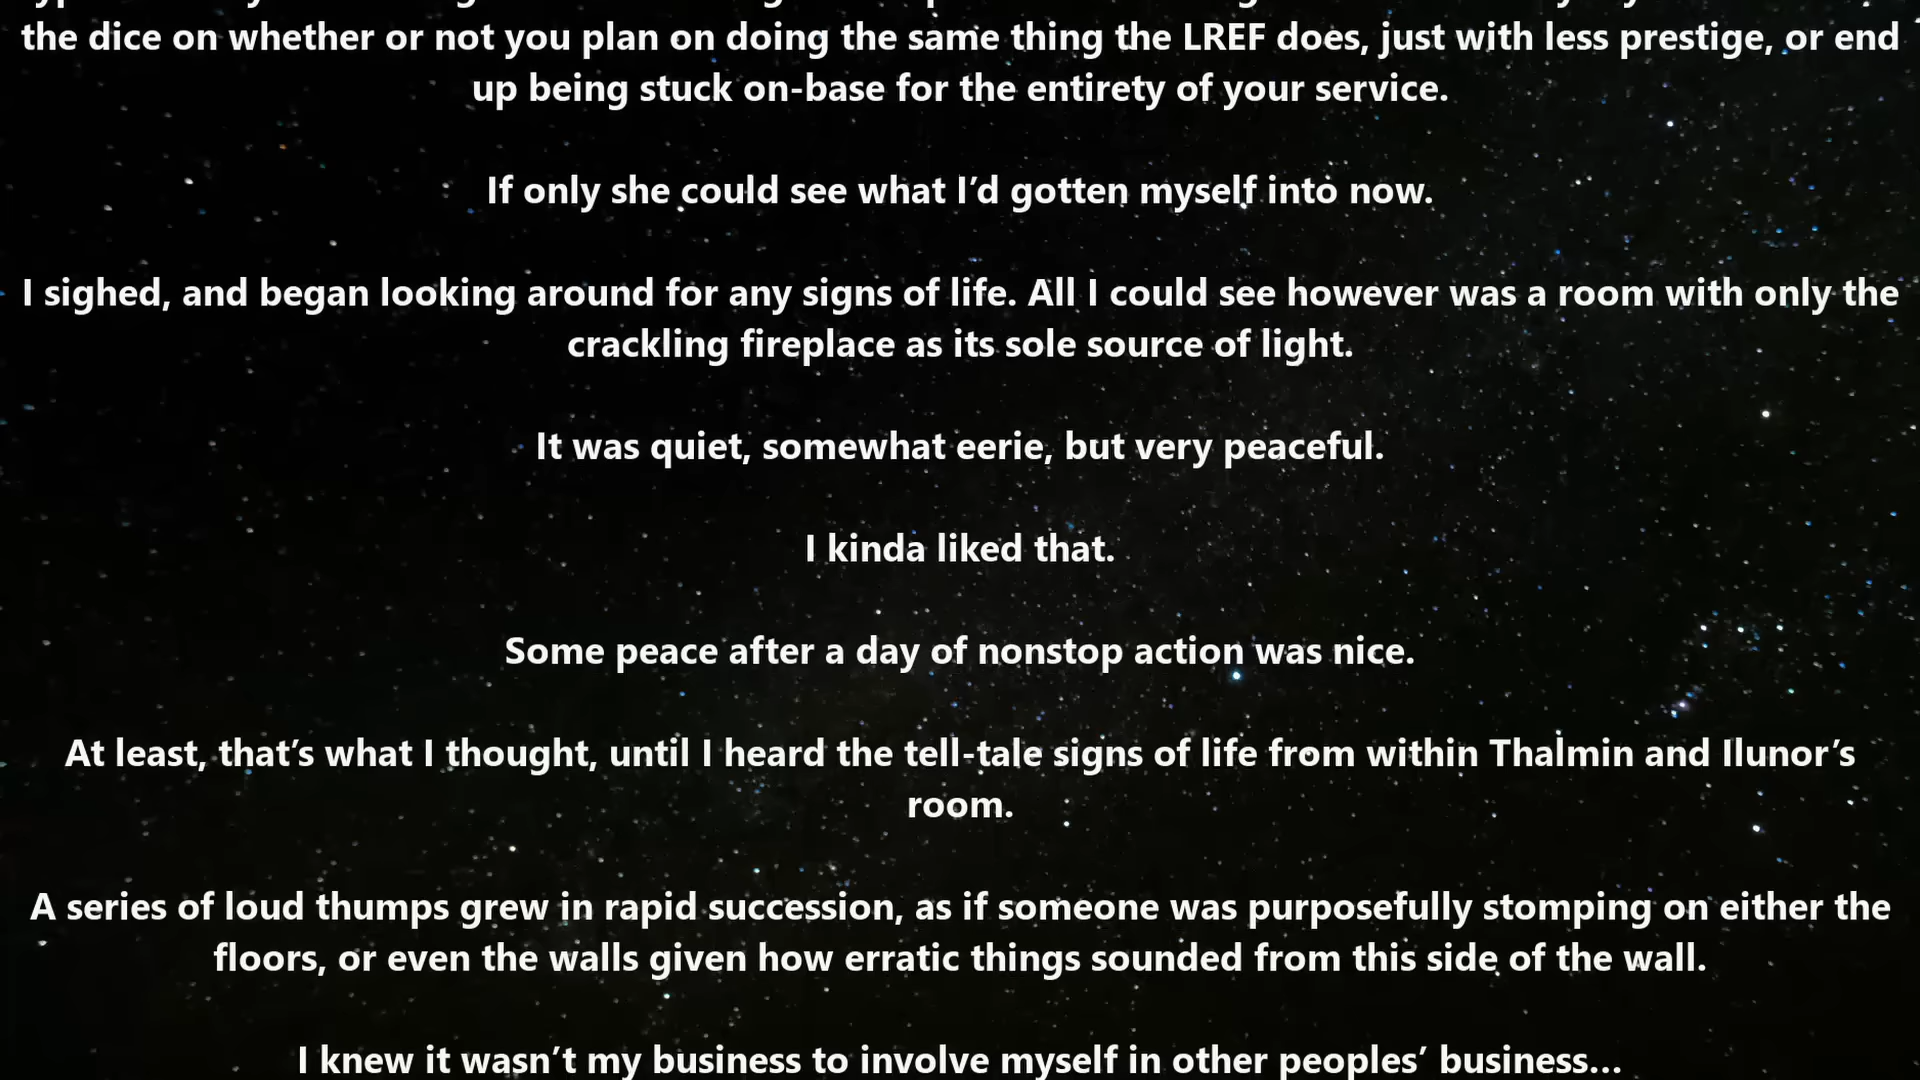 the dice on whether or not you plan on doing the same thing the LREF does, just with less prestige, or end
up being stuck on-base for the entirety of your service.
If only she could see what I’d gotten myself into now.
I sighed, and began looking around for any signs of life. All I could see however was a room with only the
crackling fireplace as its sole source of light.
It was quiet, somewhat eerie, but very peaceful.
I kinda liked that.
Some peace after a day of nonstop action was nice.
At least, that’s what I thought, until I heard the tell-tale signs of life from within Thalmin and Ilunor’s
room.
A series of loud thumps grew in rapid succession, as if someone was purposefully stomping on either the
floors, or even the walls given how erratic things sounded from this side of the wall.
I knew it wasn’t my business to involve myself in other peoples’ business…